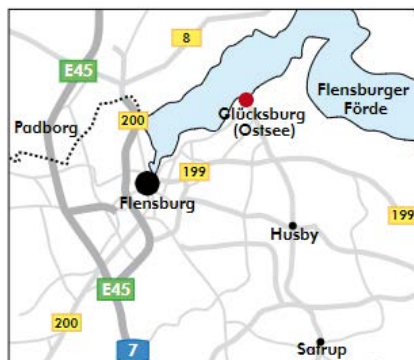 8
E45
Flensburger
Förde
200
Glücksburg
(Ostsee)
Padborg
199
Flensburg
199
Husby
E45
200
7
Satrup